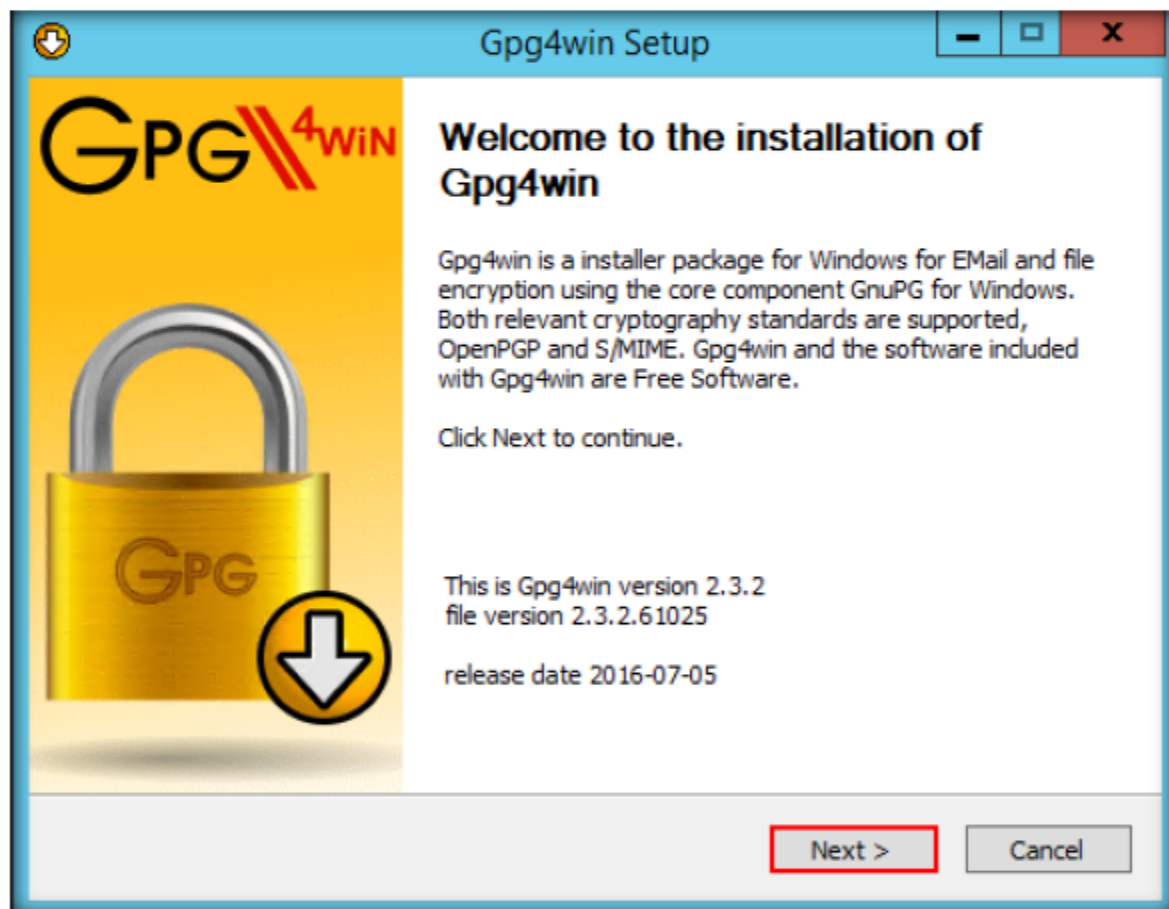 Gpg4win Setup
GPG4WiN
Welcome to the installation of
Gpg4win
Gpg4win is a installer package for Windows for EMail and file
encryption using the core component GnuPG for Windows.
Both relevant cryptography standards are supported,
OpenPGP and S/MIME. Gpg4win and the software included
with Gpg4win are Free Software.
Click Next to continue.
GPG
This is Gpg4win version 2.3.2
file version 2.3.2.61025
release date 2016-07-05
Next >
Cancel